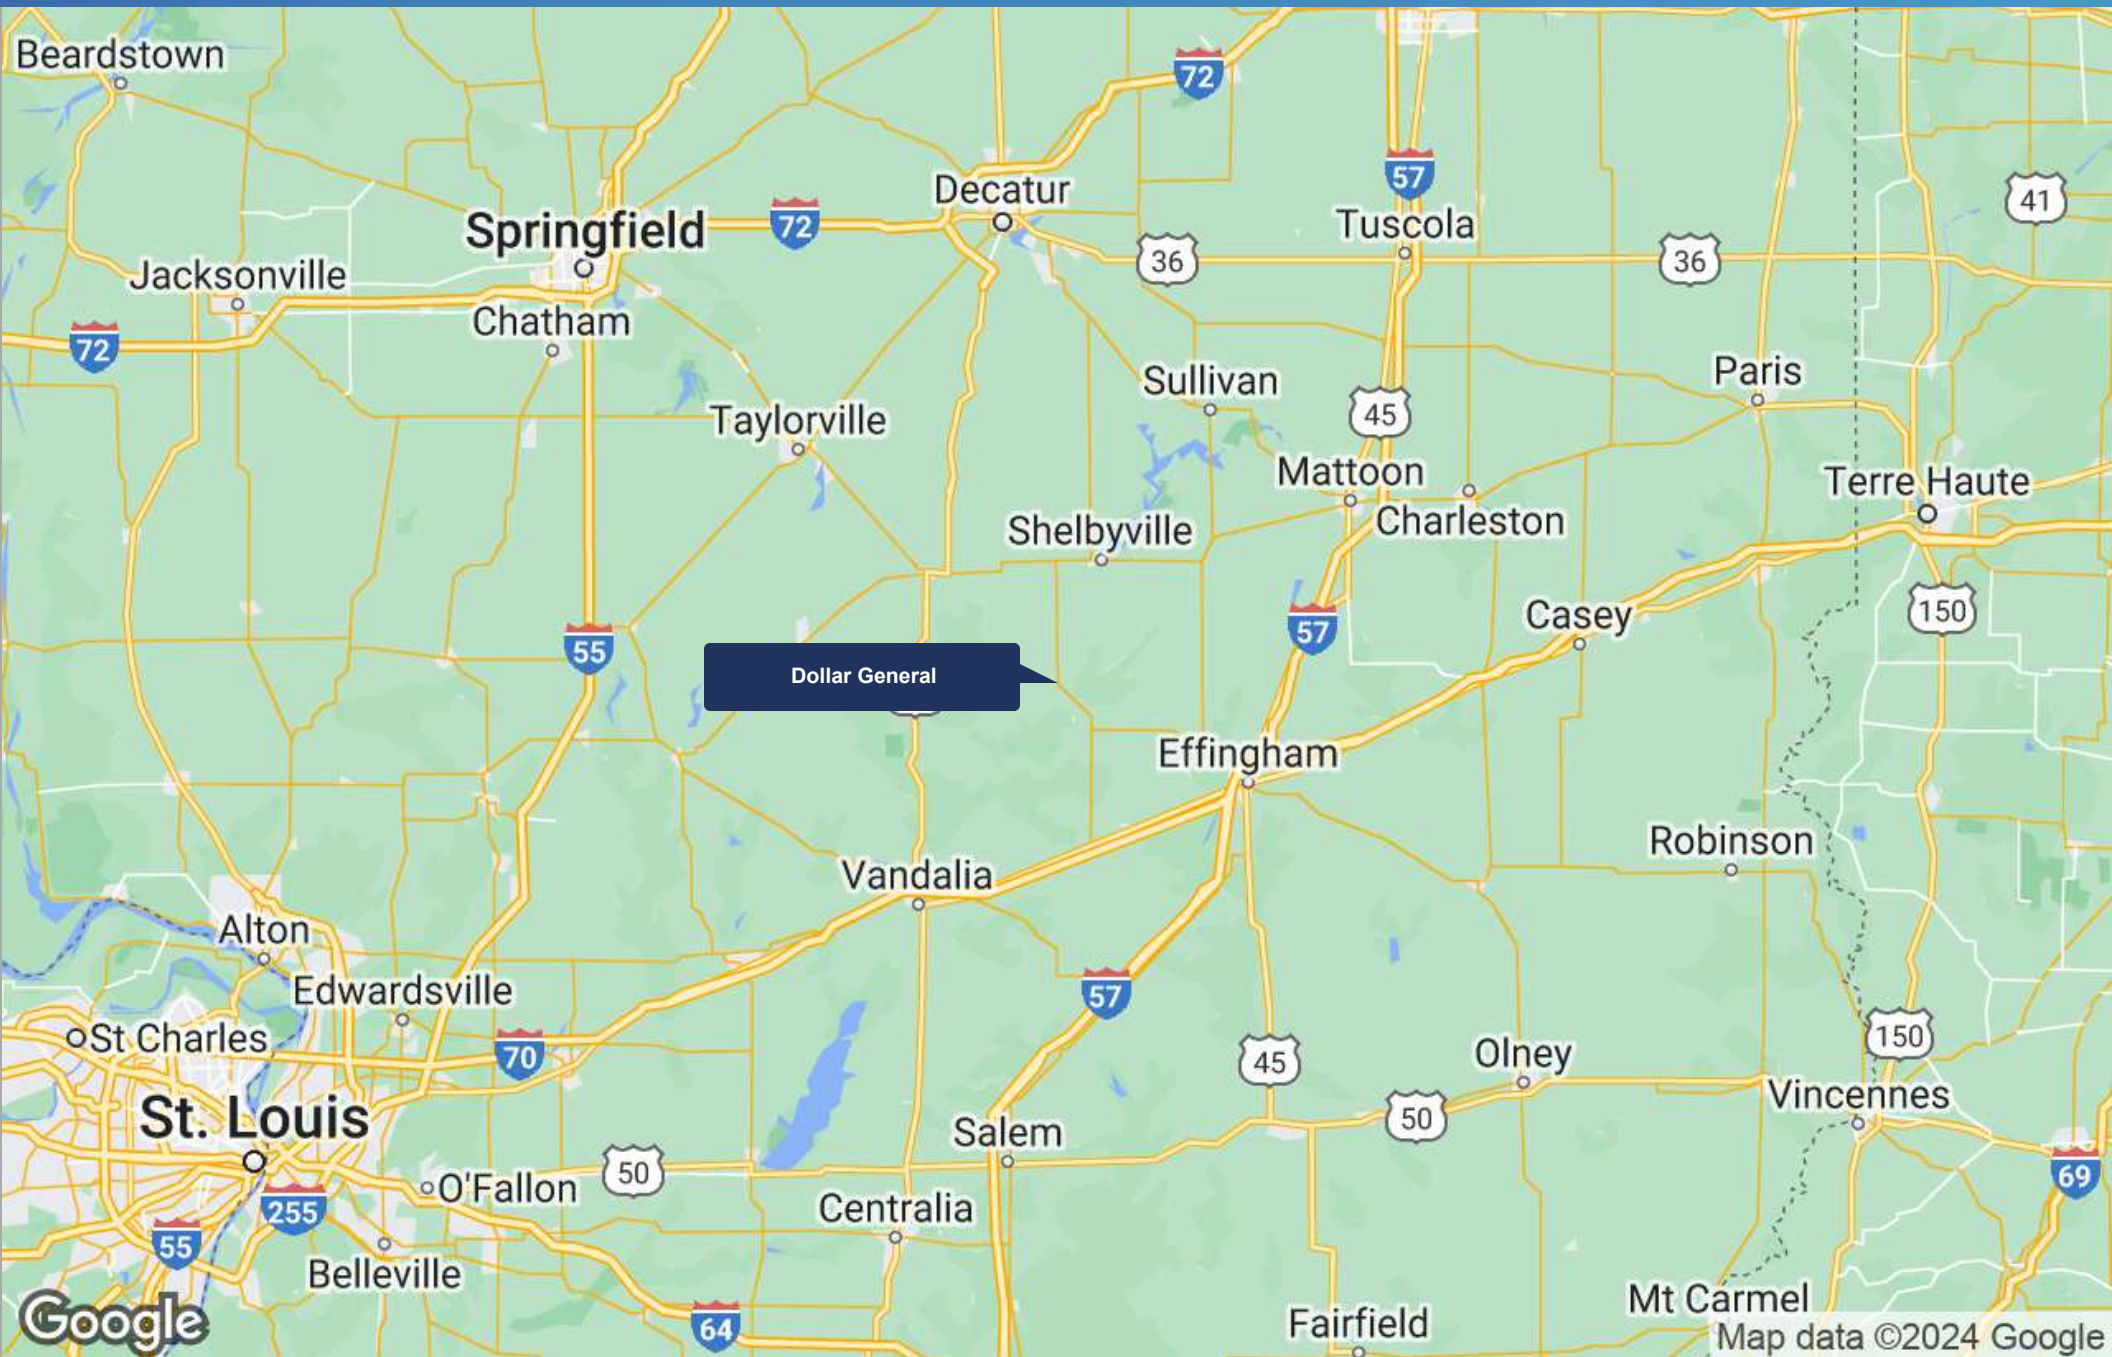 Beardstown
72
Decatur
57
Springfield
72
Tuscola
41
36
36
Jacksonville
Chatham
72
Sullivan
Paris
45
Taylorville
Mattoon
Terre Haute
Shelbyville
Charleston
150
Casey
57
55
Dollar General
Effingham
Robinson
Vandalia
Alton
Edwardsville
57
St Charles
70
150
45
Olney
Vincennes
50
St. Louis
Salem
50
O'Fallon
69
255
Centralia
55
Belleville
Mt Carmel
Google
64
Fairfield
Map data ©2024 Google